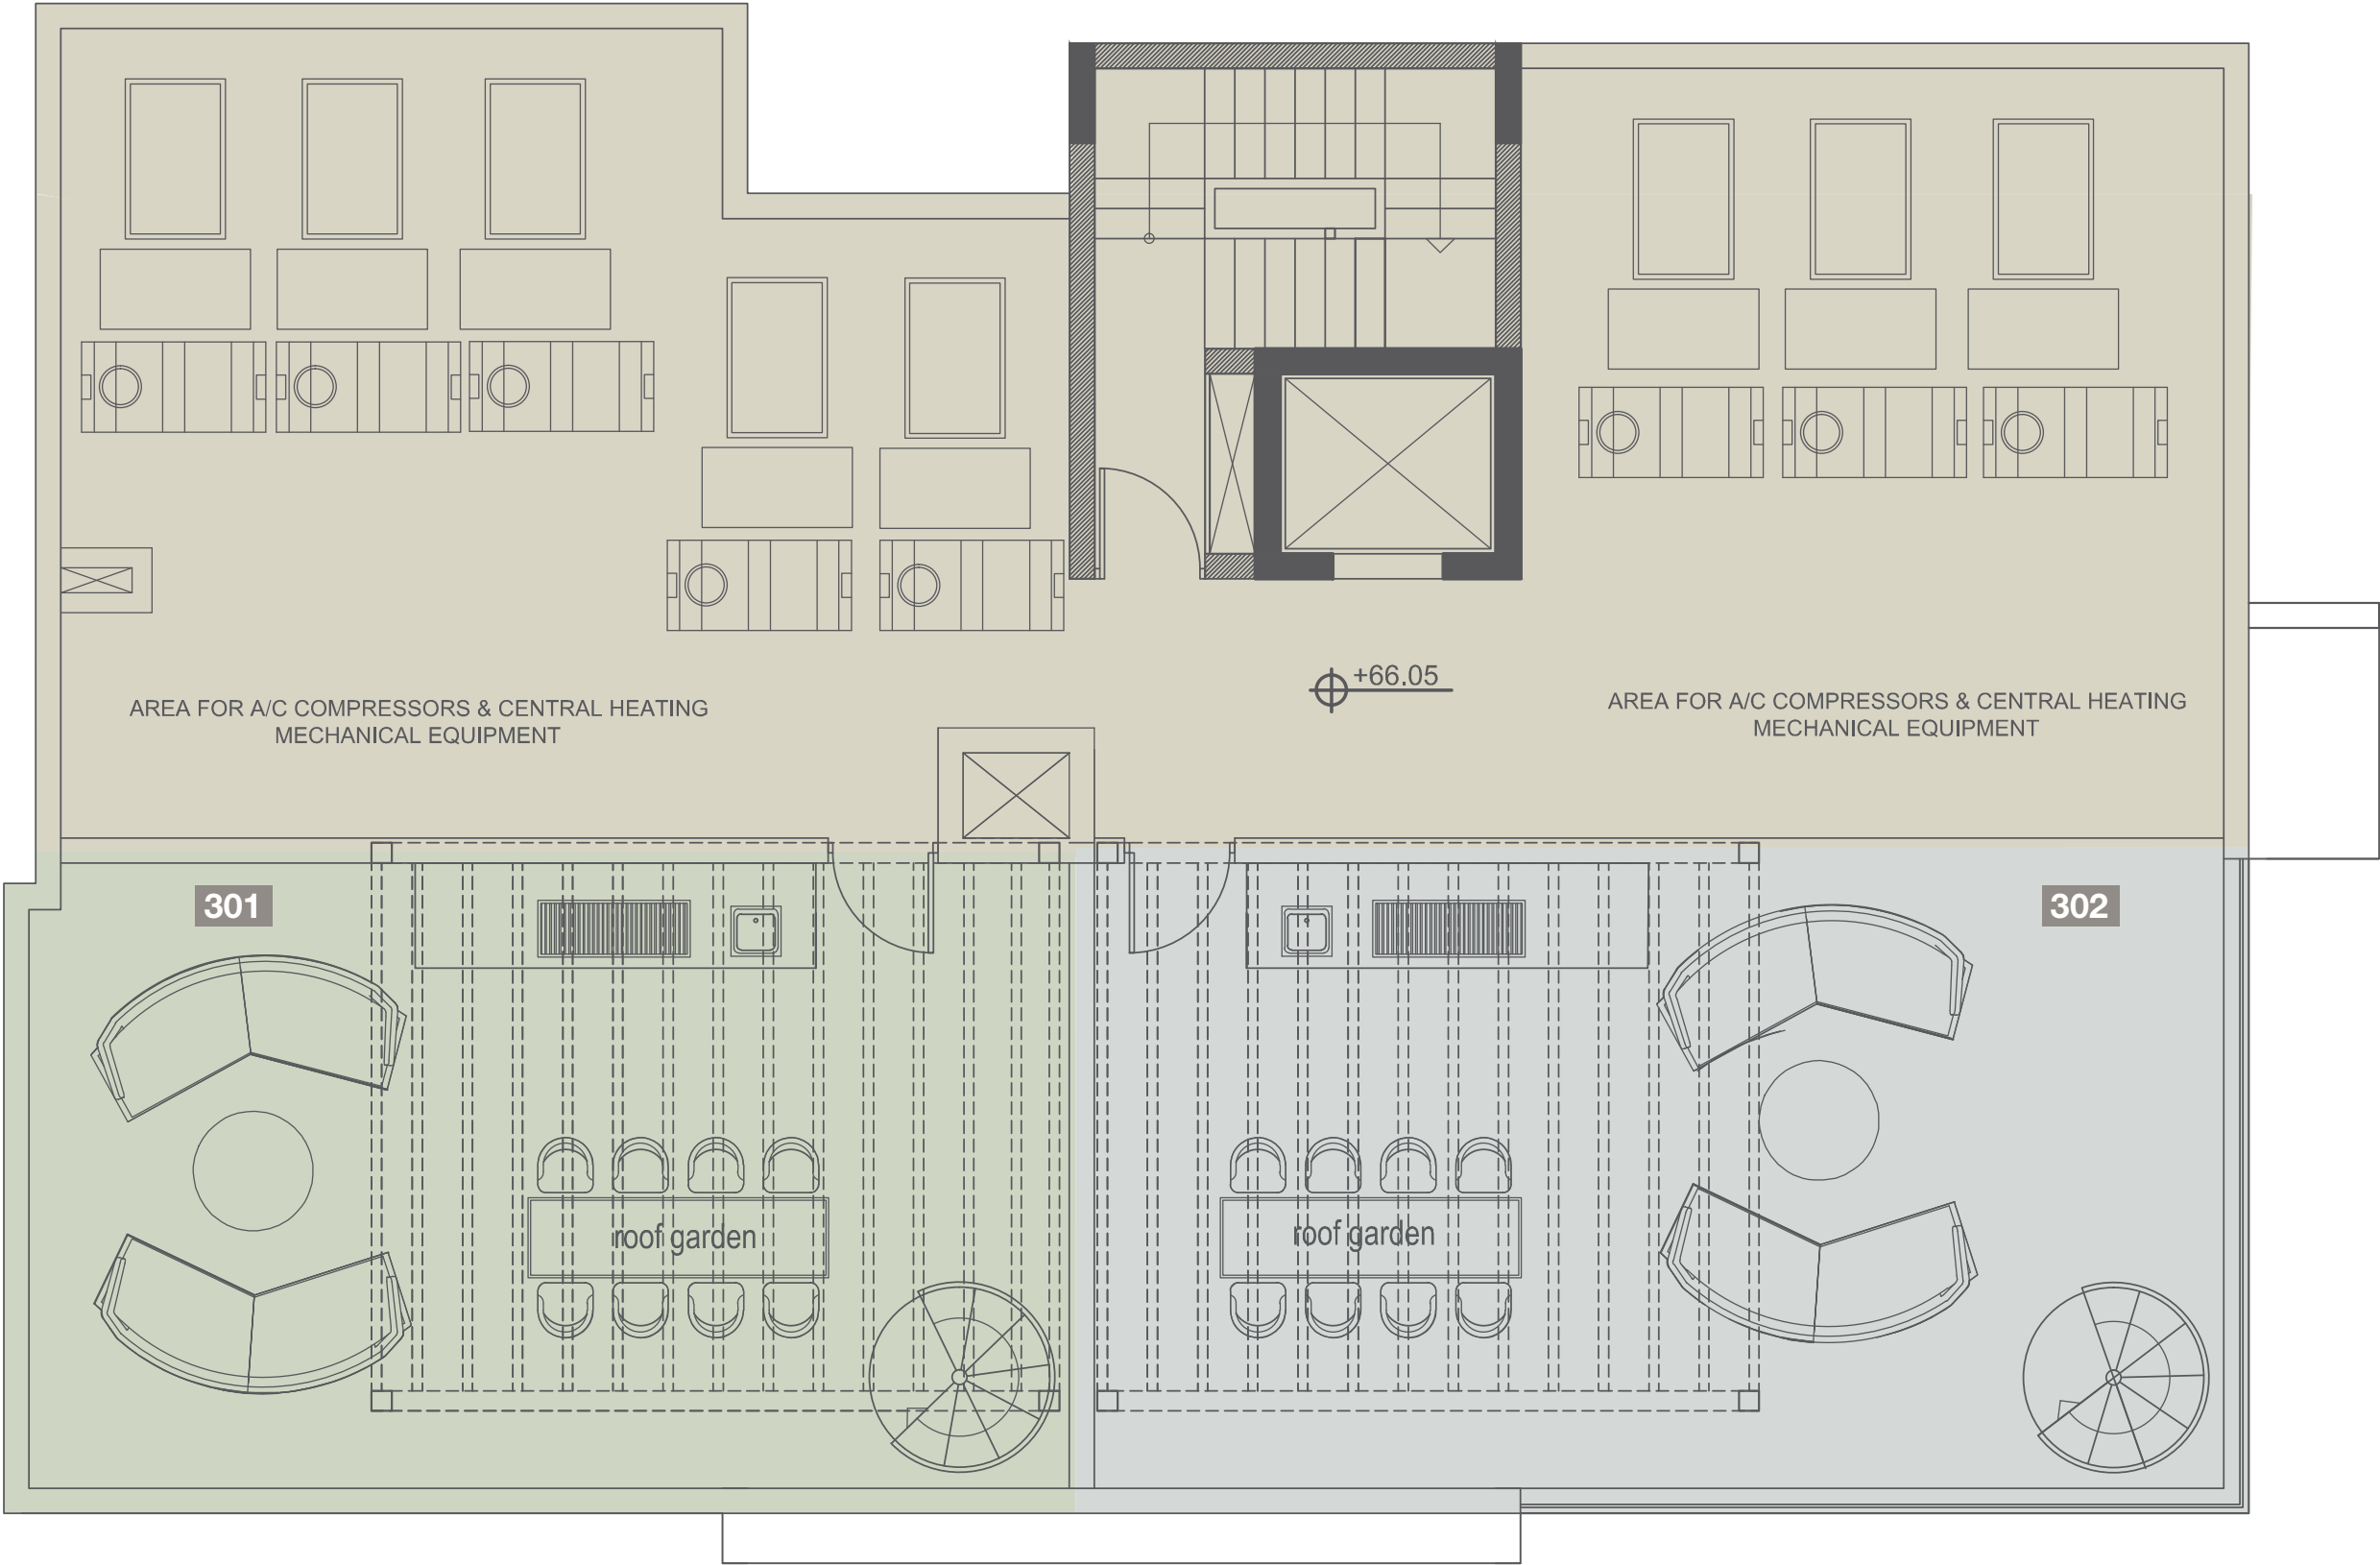 +66.05
AREA FOR A/C COMPRESSORS & CENTRAL HEATING
MECHANICAL EQUIPMENT
AREA FOR A/C COMPRESSORS & CENTRAL HEATING
MECHANICAL EQUIPMENT
301
302
roof garden
roof garden